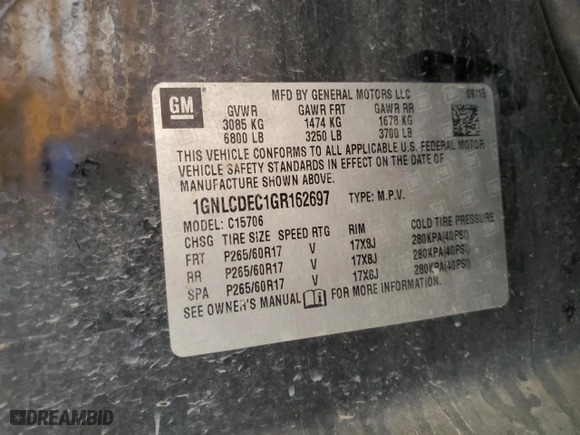 MFD BY GENERAL MOTORS LLC
GM
GVWR GAWR FRT GAWR RR
3085 KG 1474 KG 1678 KG
6800 LB 3250 LB 3700 LB
THIS VEHICLE CONFORMS TO ALL APPLICABLE U.S. FEDERAL MOTOR
VEHICLE SAFETY STANDARDS IN EFFECT ON THE DATE OF
MANUFACTURE SHOWN ABOVE.
1GNLCDEC1GR162697 TYPE: M.P.V.
MODEL: C15706
CHSG TIRE SIZE SPEED RTG RIM COLD TIRE PRESSURE
FRT P265/60R17 V 17X8J 280KPA(40PSI)
RR P265/60R17 V 17X8J 280KPA(40PSI)
SPA P265/60R17 V 17X8J 280KPA(40PSI)
SEE OWNER'S MANUAL FOR MORE INFORMATION.
DREAMBID